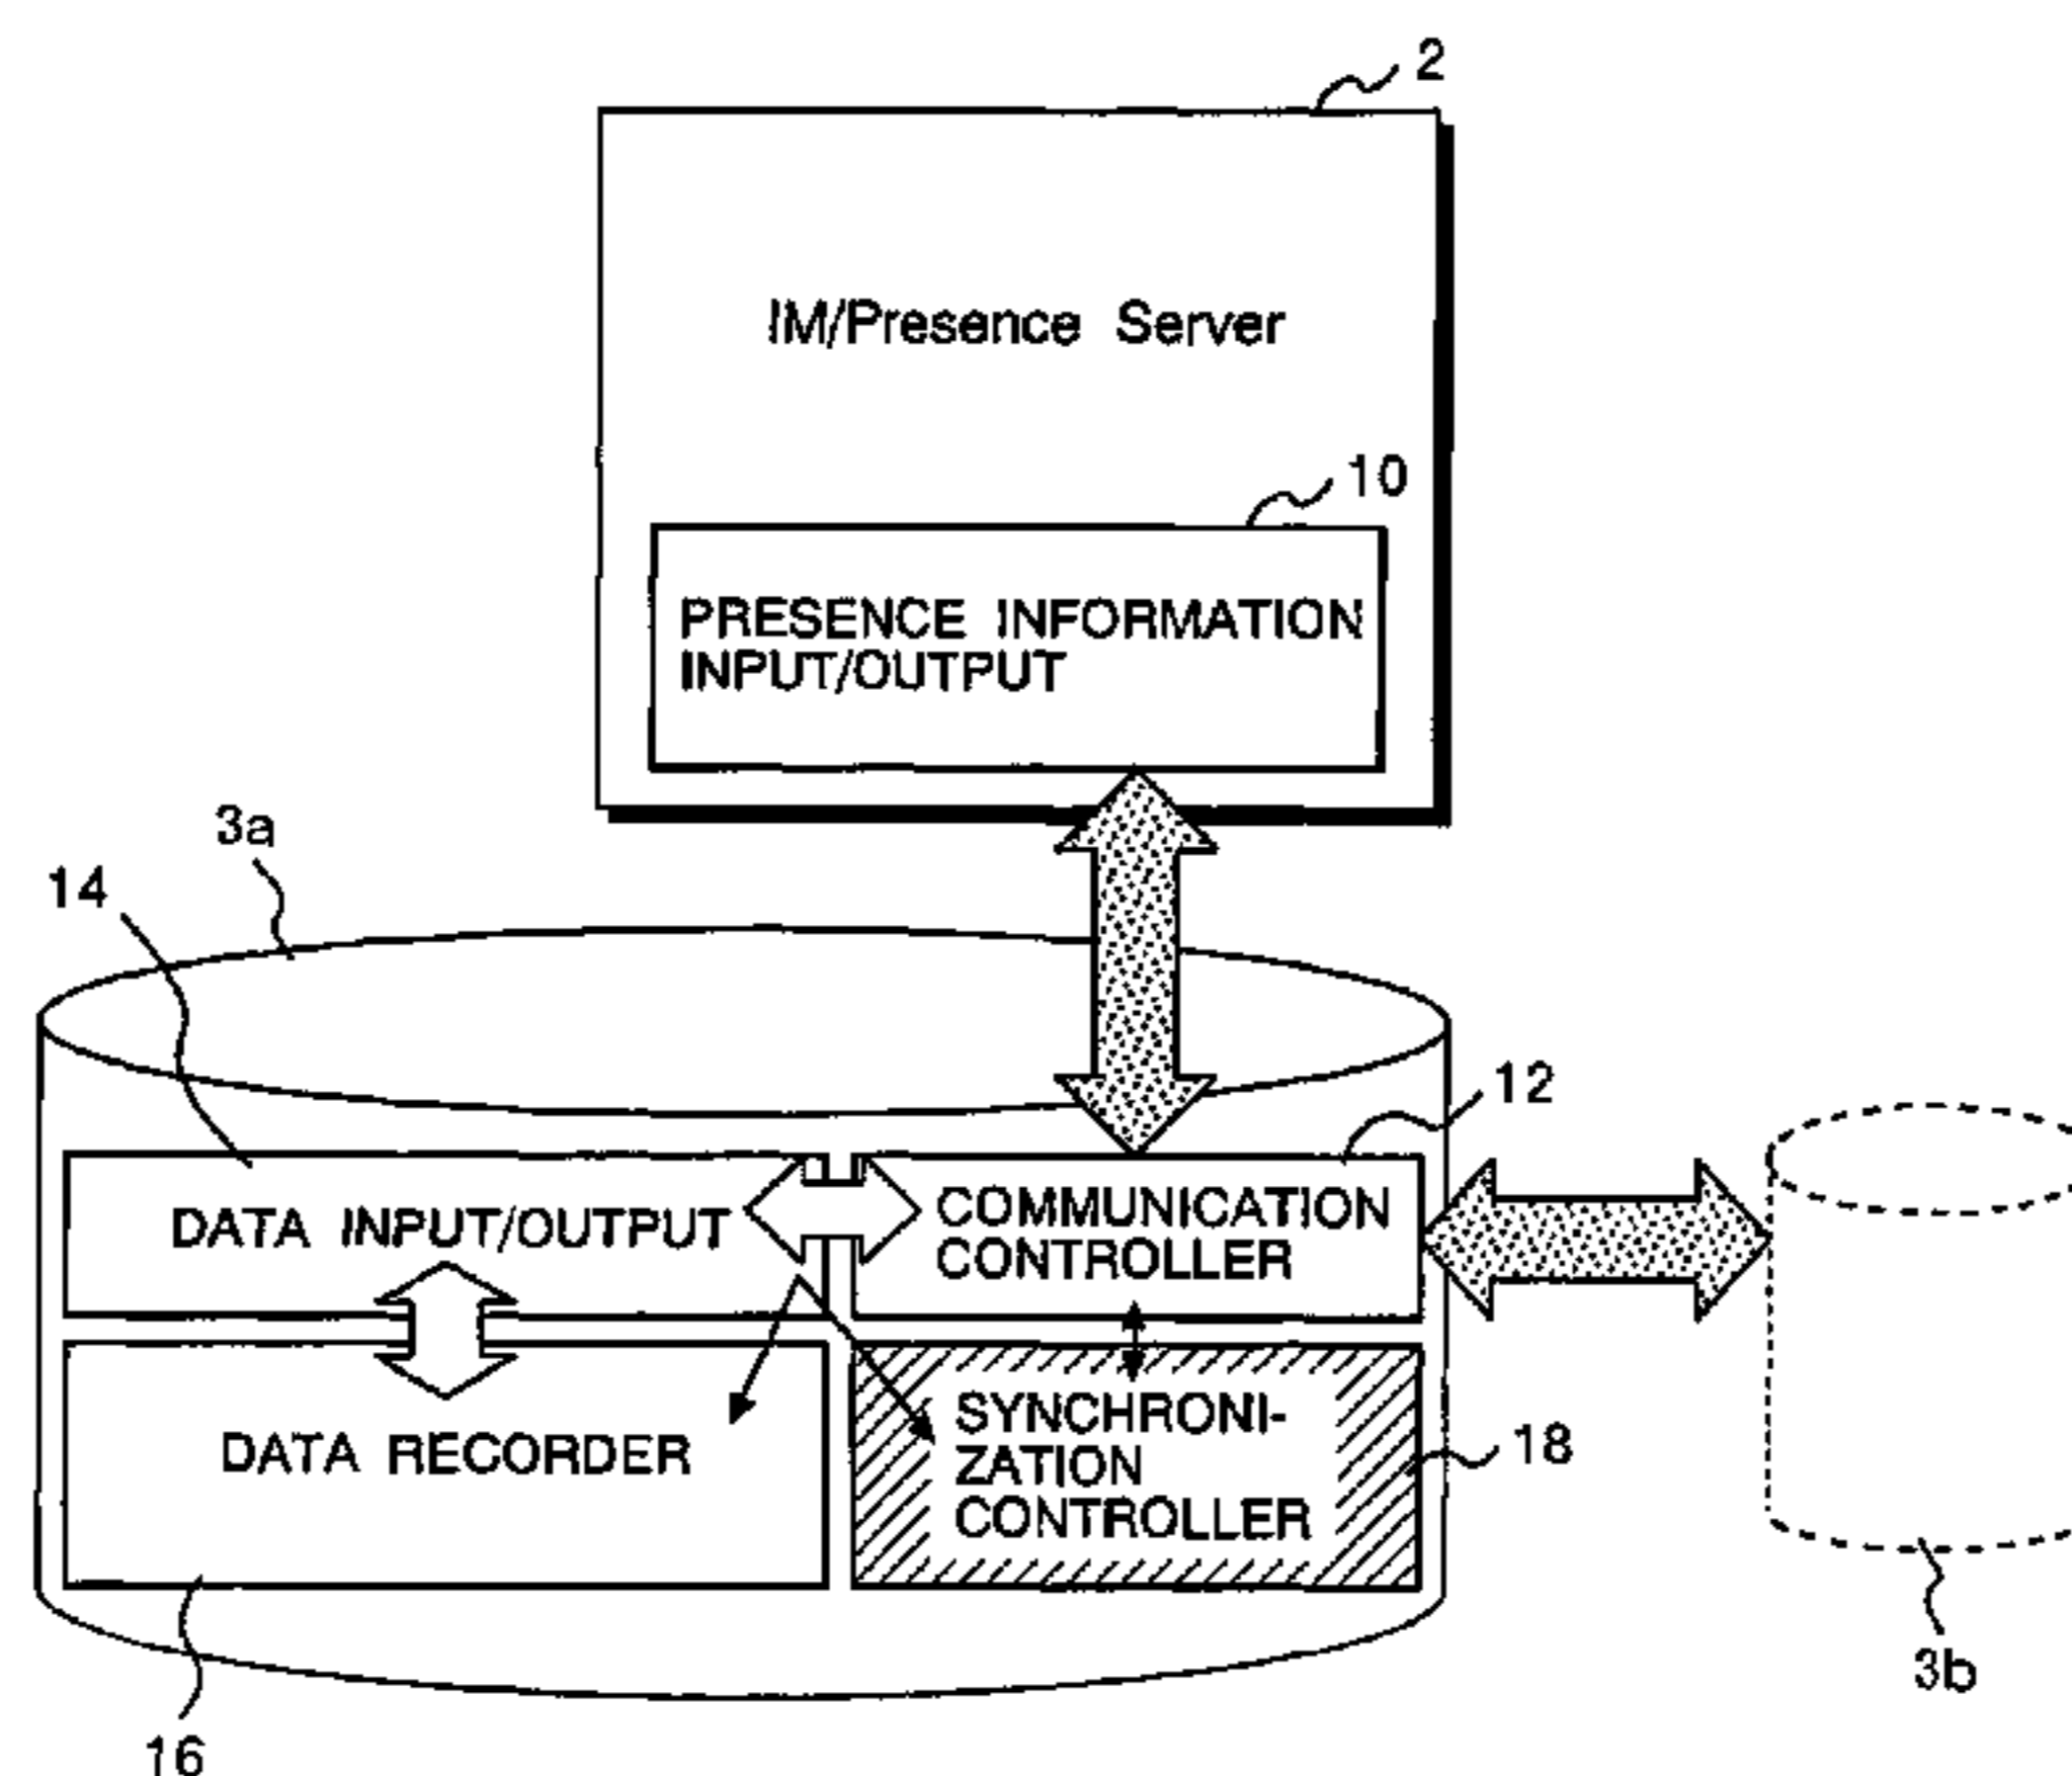 2
IM/Presence Server
10
PRESENCE INFORMATION
INPUT/OUTPUT
3a
14
12
DATA INPUT/OUTPUT
COMMUNICATION
CONTROLLER
DATA RECORDER
SYNCHRONI-
ZATION
CONTROLLER
18
3b
16